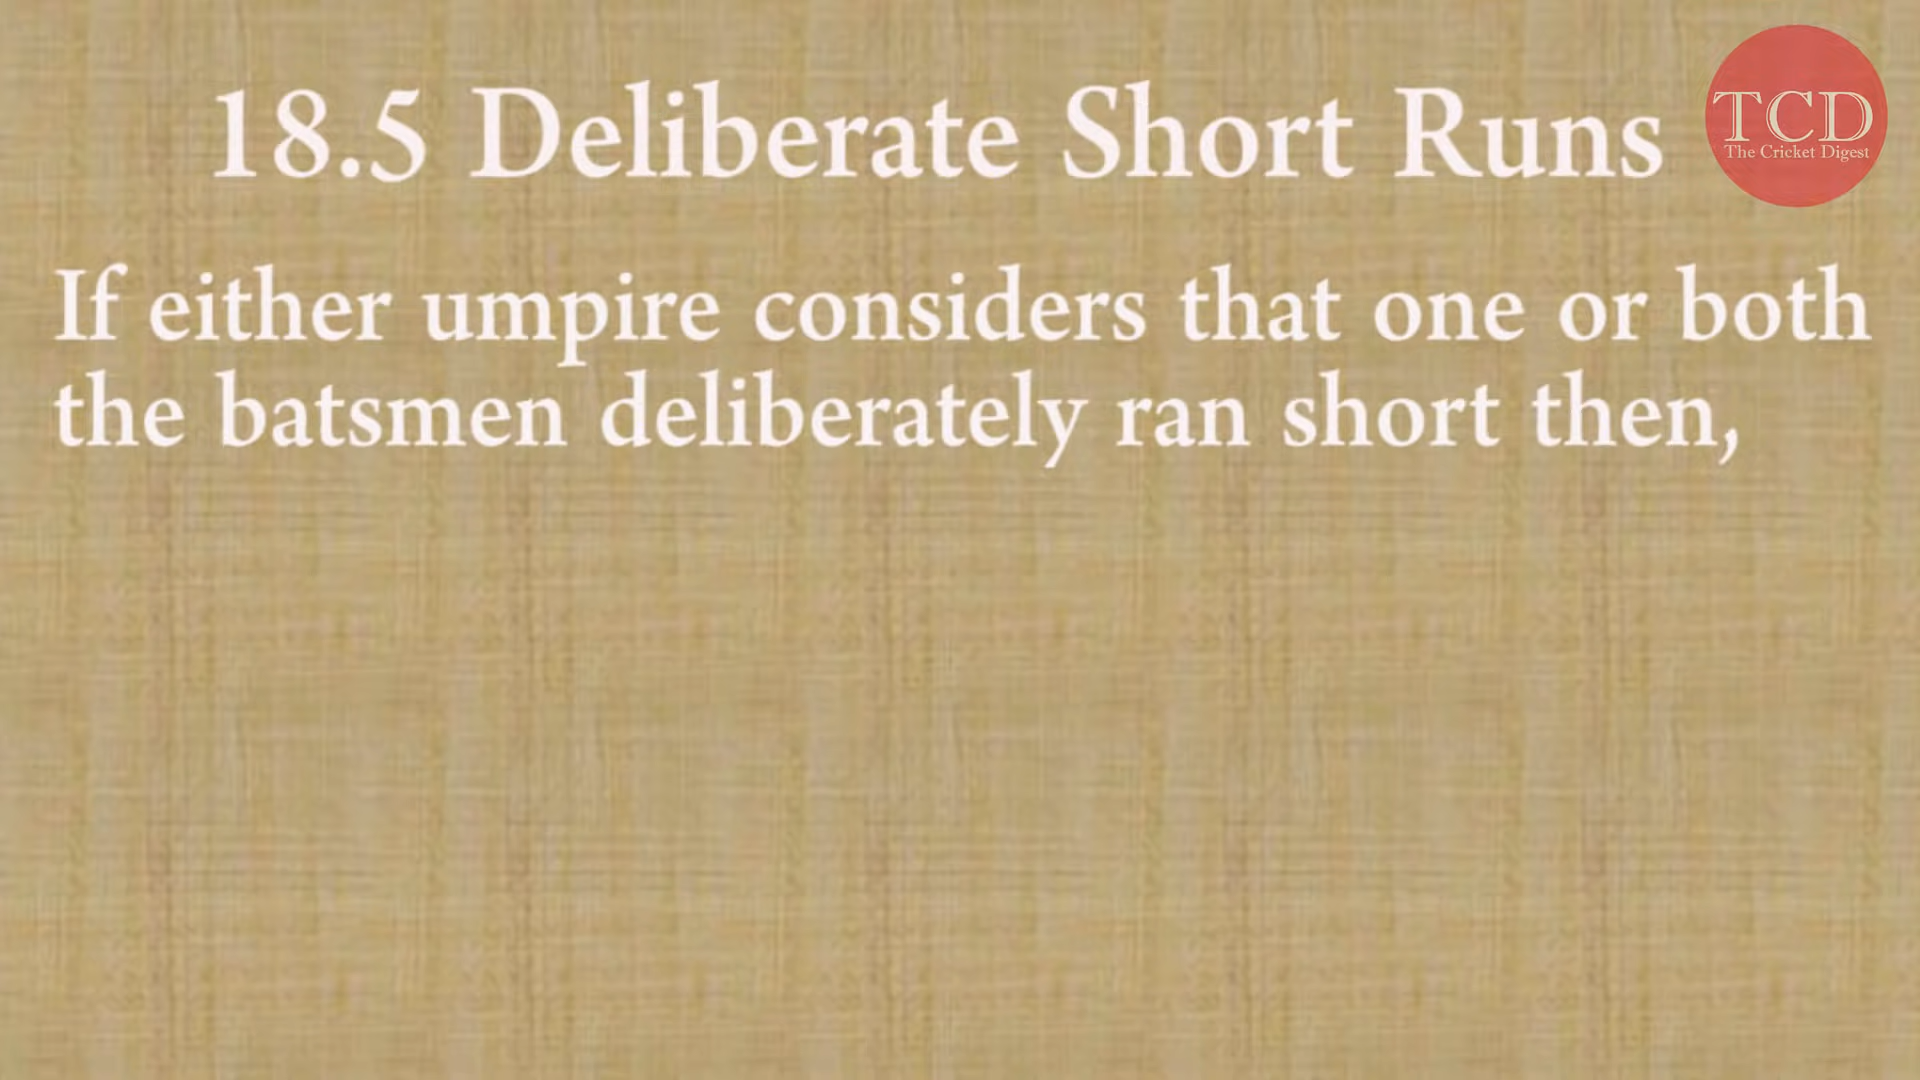 18.5 Deliberate Short Runs
TCD
The Cricket Digest
If either umpire considers that one or both
the batsmen deliberately ran short then,